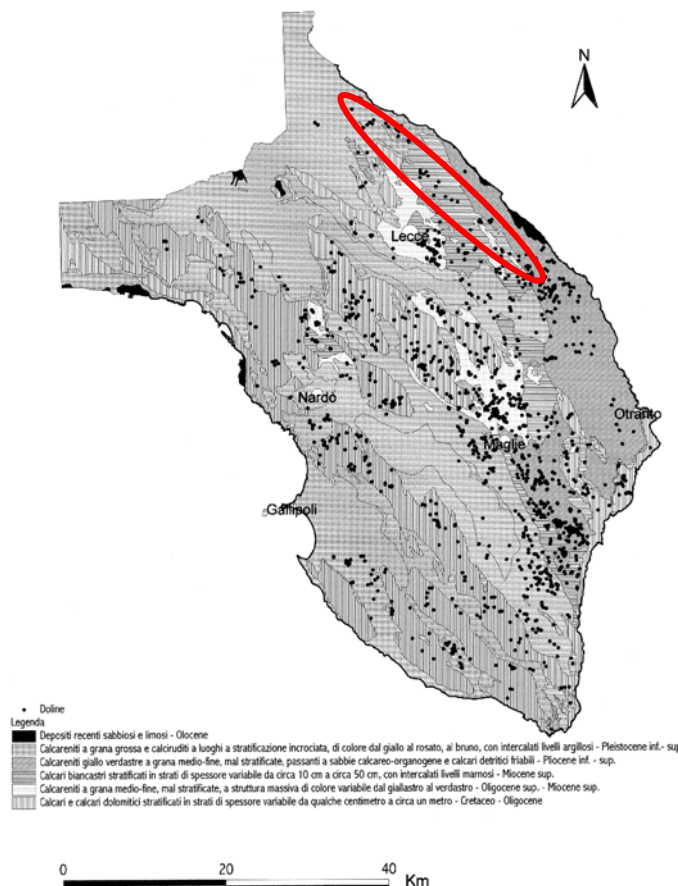 N
Lecce
Nardò
Otranto
Maglie
Gallipoli
Doline
Legenda
Depositi recenti sabbiosi e limosi - Olocene
Calcareniti a grana grossa e calciruditi a luoghi a stratificazione incrociata, di colore dal giallo al rosato, al bruno, con intercalati livelli argillosi - Pleistocene inf.- sup
Calcareniti giallo verdastre a grana medio-fine, mal stratificate, passanti a sabbie calcareo-organogene e calcari detritici friabili - Pliocene inf. - sup.
Calcari biancastri stratificati in strati di spessore variabile da circa 10 cm a circa 50 cm, con intercalati livelli marnosi - Miocene sup.
Calcareniti a grana medio-fine, mal stratificate, a struttura massiva di colore variabile dal giallastro al verdastro - Oligocene sup. - Miocene sup.
Calcari e calcari dolomitici stratificati in strati di spessore variabile da qualche centimetro a circa un metro - Cretaceo - Oligocene
0 20 40
Km